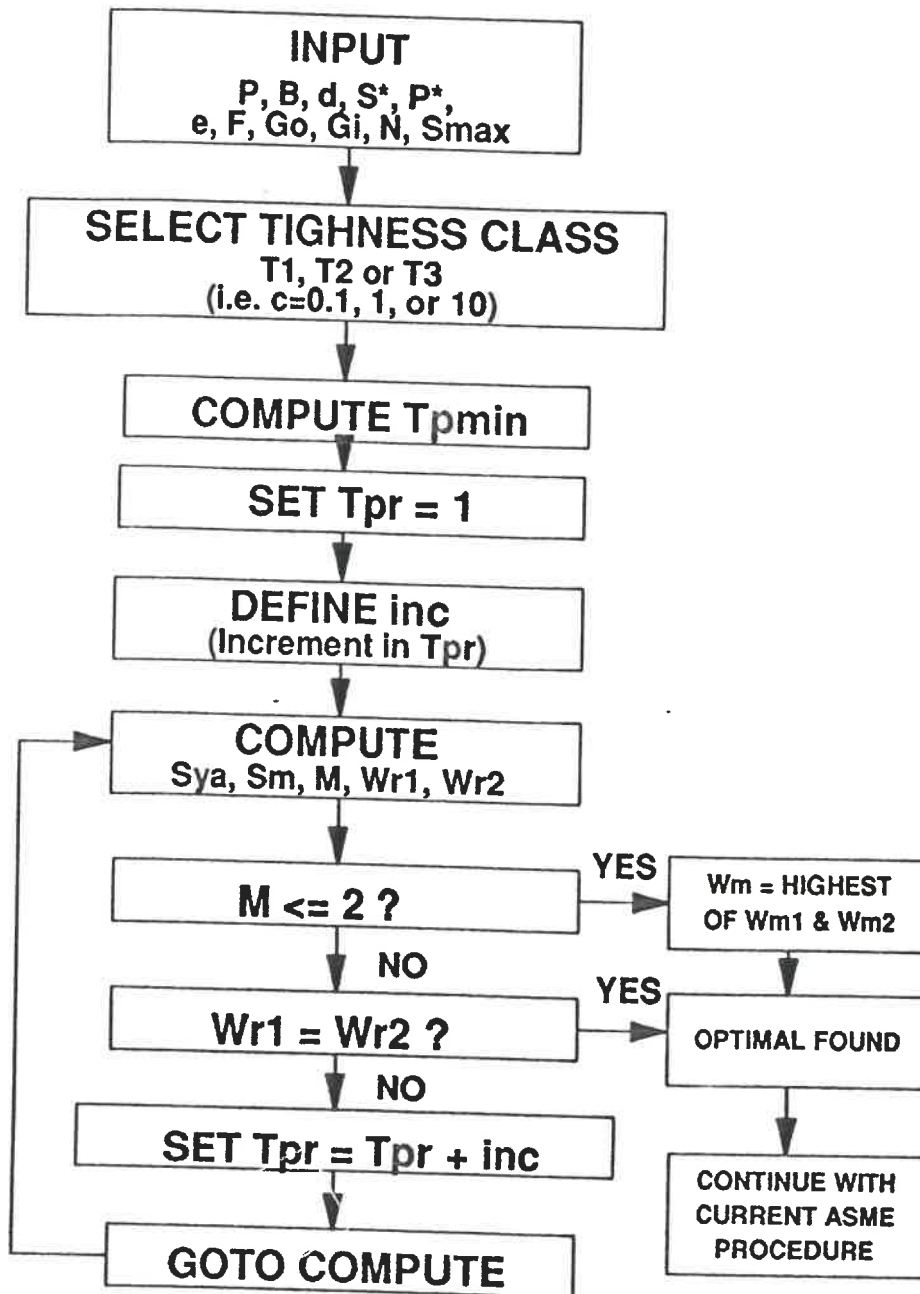 INPUT
P, B, d, S*, P*,
e, F, Go, Gi, N, Smax
SELECT TIGHNESS CLASS
T1, T2 or T3
(i.e. c=0.1, 1, or 10)
COMPUTE Tpmin
SET Tpr = 1
DEFINE inc
(Increment in Tpr)
COMPUTE
Sya, Sm, M, Wr1, Wr2
M <= 2 ?
YES
Wm = HIGHEST
OF Wm1 & Wm2
NO
Wr1 = Wr2 ?
YES
OPTIMAL FOUND
NO
SET Tpr = Tpr + inc
CONTINUE WITH
CURRENT ASME
PROCEDURE
GOTO COMPUTE